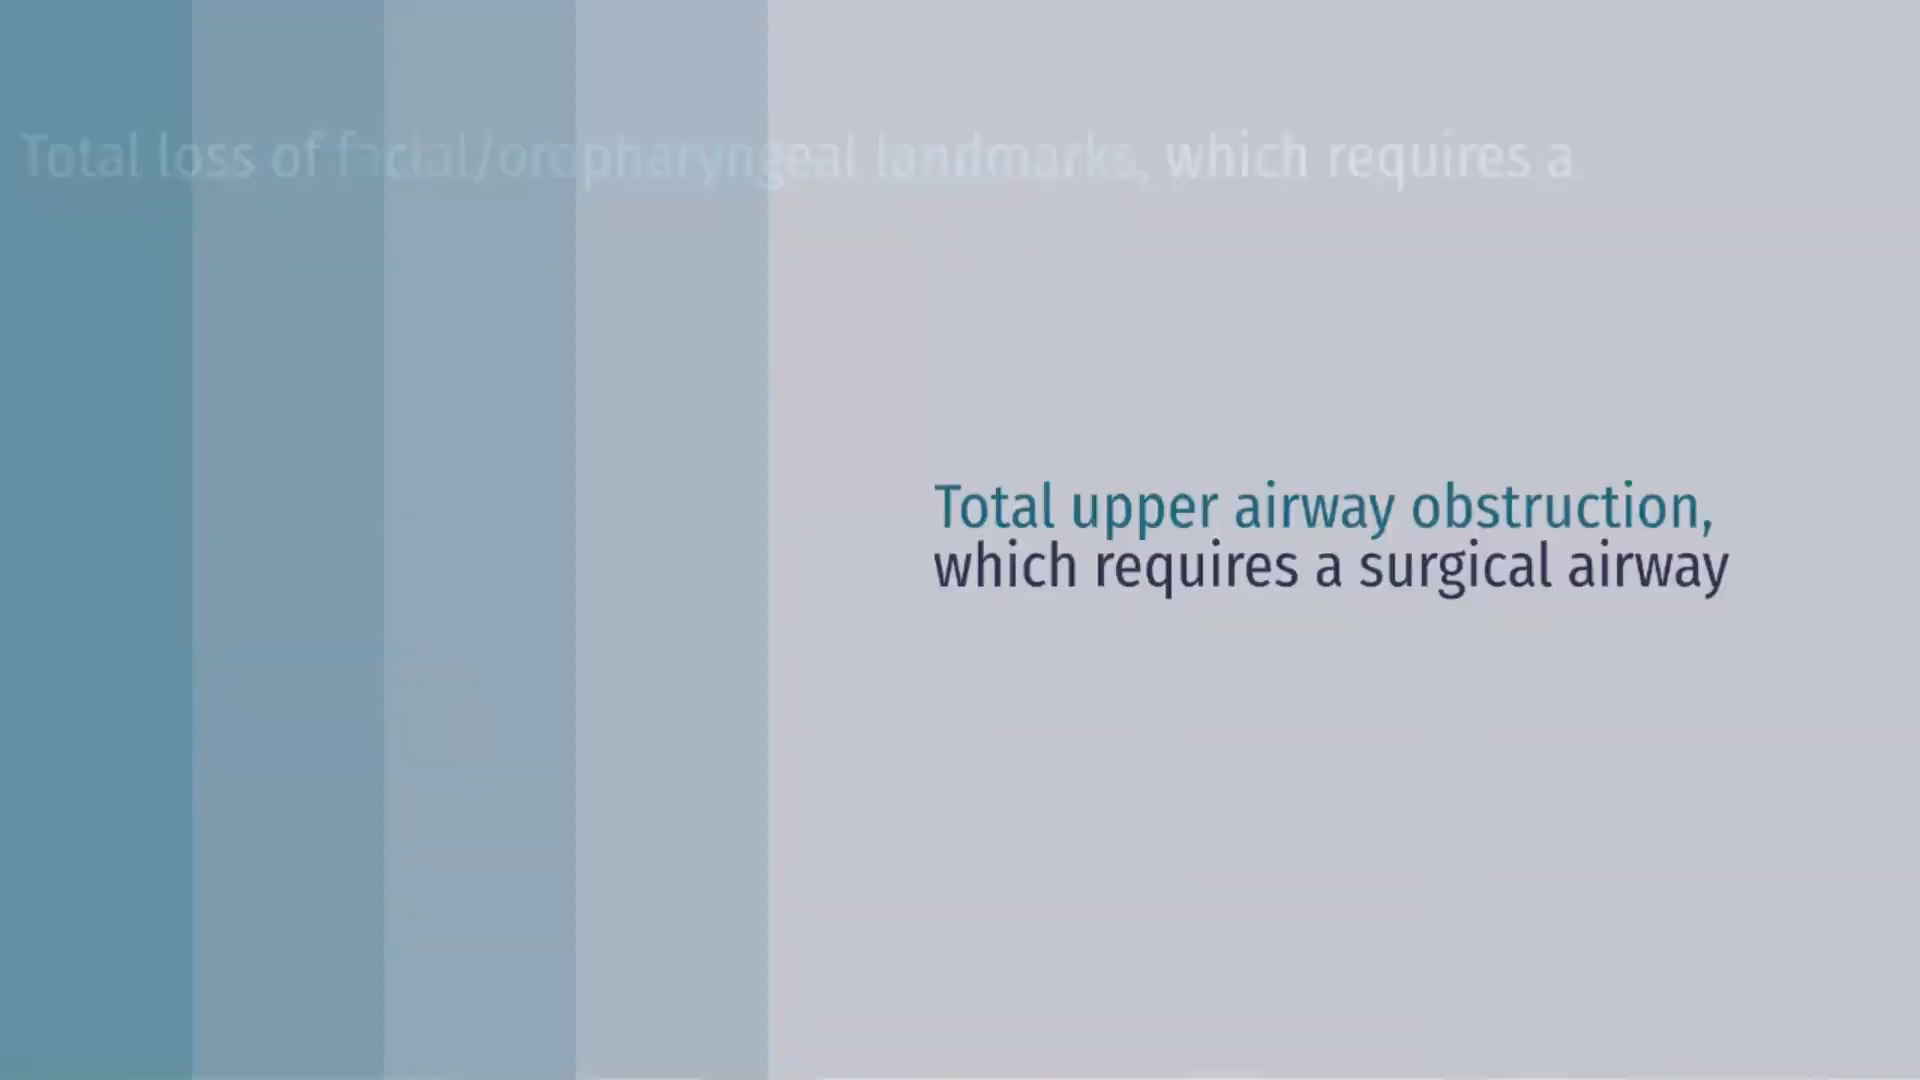 Total loss of facial/oropharyngeal landmarks, which requires a
Total upper airway obstruction,
which requires a surgical airway